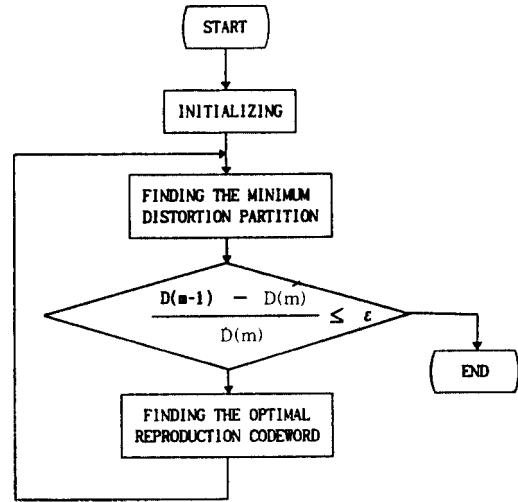 START
INITIALIZING
FINDING THE MINIMUM
DISTORTION PARTITION
D(m-1) - D(m)
D(m)
≤ ε
END
FINDING THE OPTIMAL
REPRODUCTION CODEWORD